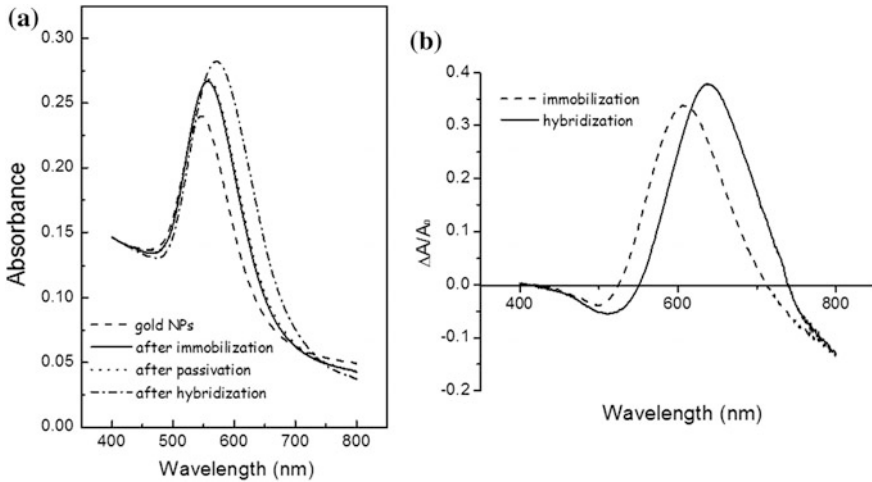 (a)
0.30
0.25
0.20
0.15
0.10
0.05
0.00
Absorbance
gold NPs
after immobilization
after passivation
after hybridization
400 500 600 700 800
Wavelength (nm)
(b)
0.4
0.3
0.2
0.1
0.0
-0.1
-0.2
ΔA/A₀
immobilization
hybridization
400 600 800
Wavelength (nm)